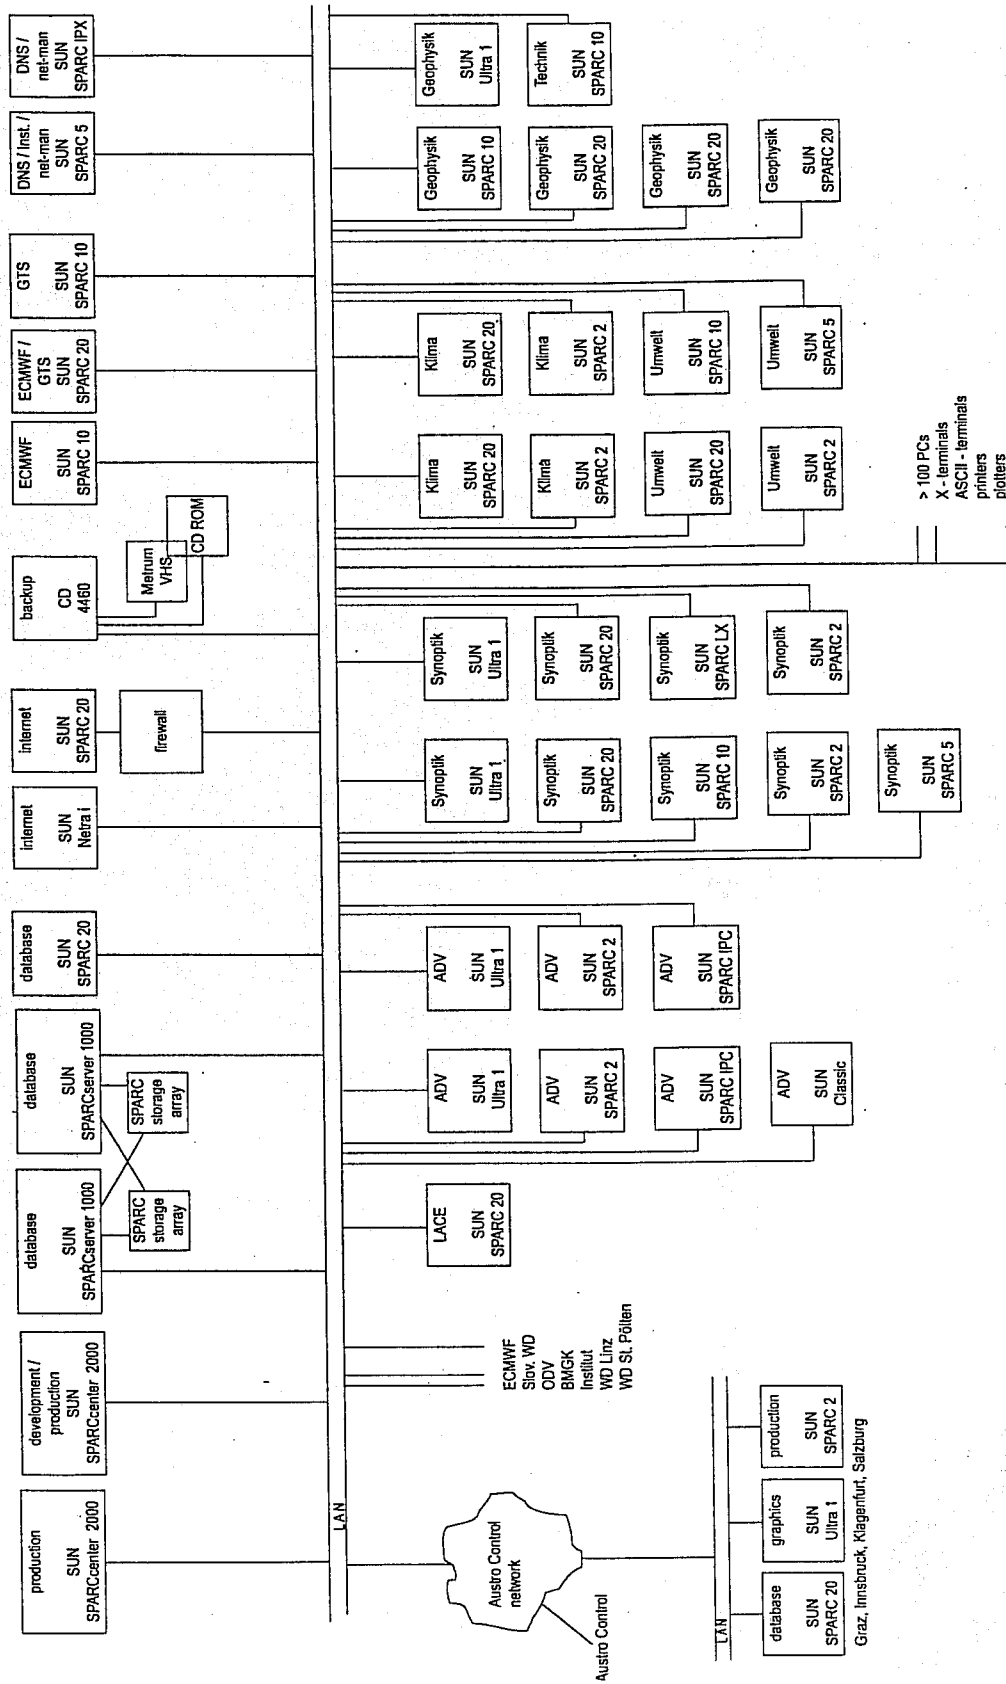 production
SUN
SPARCcenter 2000
development /
production
SUN
SPARCcenter 2000
database
SUN
SPARCserver 1000
database
SUN
SPARCserver 1000
SPARC
storage
array
SPARC
storage
array
database
SUN
SPARC 20
internet
SUN
Netra i
internet
SUN
SPARC 20
firewall
backup
CD
4460
Metrum
VHS
CD ROM
ECMWF
SUN
SPARC 10
ECMWF /
GTS
SUN
SPARC 20
GTS
SUN
SPARC 10
DNS / Inst. /
net-man
SUN
SPARC 5
DNS /
net-man
SUN
SPARC IPX
LAN
Austro Control
network
Austro Control
ECMWF
Slov. WD
ODV
BMGK
Institut
WD Linz
WD St. Pölten
LACE
SUN
SPARC 20
ADV
SUN
Ultra 1
ADV
SUN
SPARC 2
ADV
SUN
SPARC IPC
ADV
SUN
Classic
ADV
SUN
Ultra 1
ADV
SUN
SPARC 2
ADV
SUN
SPARC IPC
Synoptik
SUN
Ultra 1
Synoptik
SUN
SPARC 20
Synoptik
SUN
SPARC 10
Synoptik
SUN
SPARC 2
Synoptik
SUN
SPARC 5
Synoptik
SUN
Ultra 1
Synoptik
SUN
SPARC 20
Synoptik
SUN
SPARC LX
Synoptik
SUN
SPARC 2
Klima
SUN
SPARC 20
Klima
SUN
SPARC 2
Umwelt
SUN
SPARC 20
Umwelt
SUN
SPARC 2
Klima
SUN
SPARC 20
Klima
SUN
SPARC 2
Umwelt
SUN
SPARC 10
Umwelt
SUN
SPARC 5
Geophysik
SUN
SPARC 10
Geophysik
SUN
SPARC 20
Geophysik
SUN
SPARC 20
Geophysik
SUN
SPARC 20
Geophysik
SUN
Ultra 1
Technik
SUN
SPARC 10
> 100 PCs
X - terminals
ASCII - terminals
printers
plotters
LAN
database
SUN
SPARC 20
graphics
SUN
Ultra 1
production
SUN
SPARC 2
Graz, Innsbruck, Klagenfurt, Salzburg